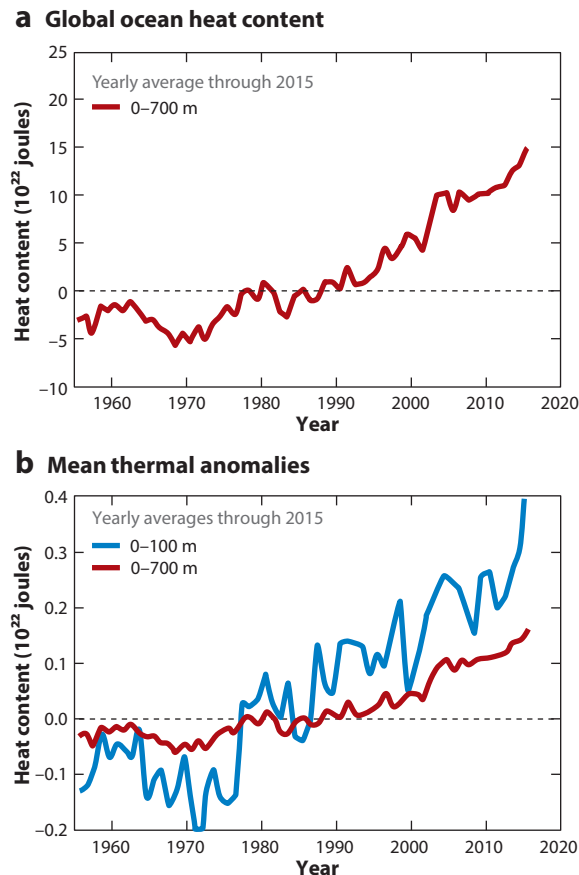 a Global ocean heat content
Yearly average through 2015
0–700 m
Heat content (10²² joules)
25
20
15
10
5
0
–5
–10
1960 1970 1980 1990 2000 2010 2020
Year
b Mean thermal anomalies
Yearly averages through 2015
0–100 m
0–700 m
Heat content (10²² joules)
0.4
0.3
0.2
0.1
0.0
–0.1
–0.2
1960 1970 1980 1990 2000 2010 2020
Year